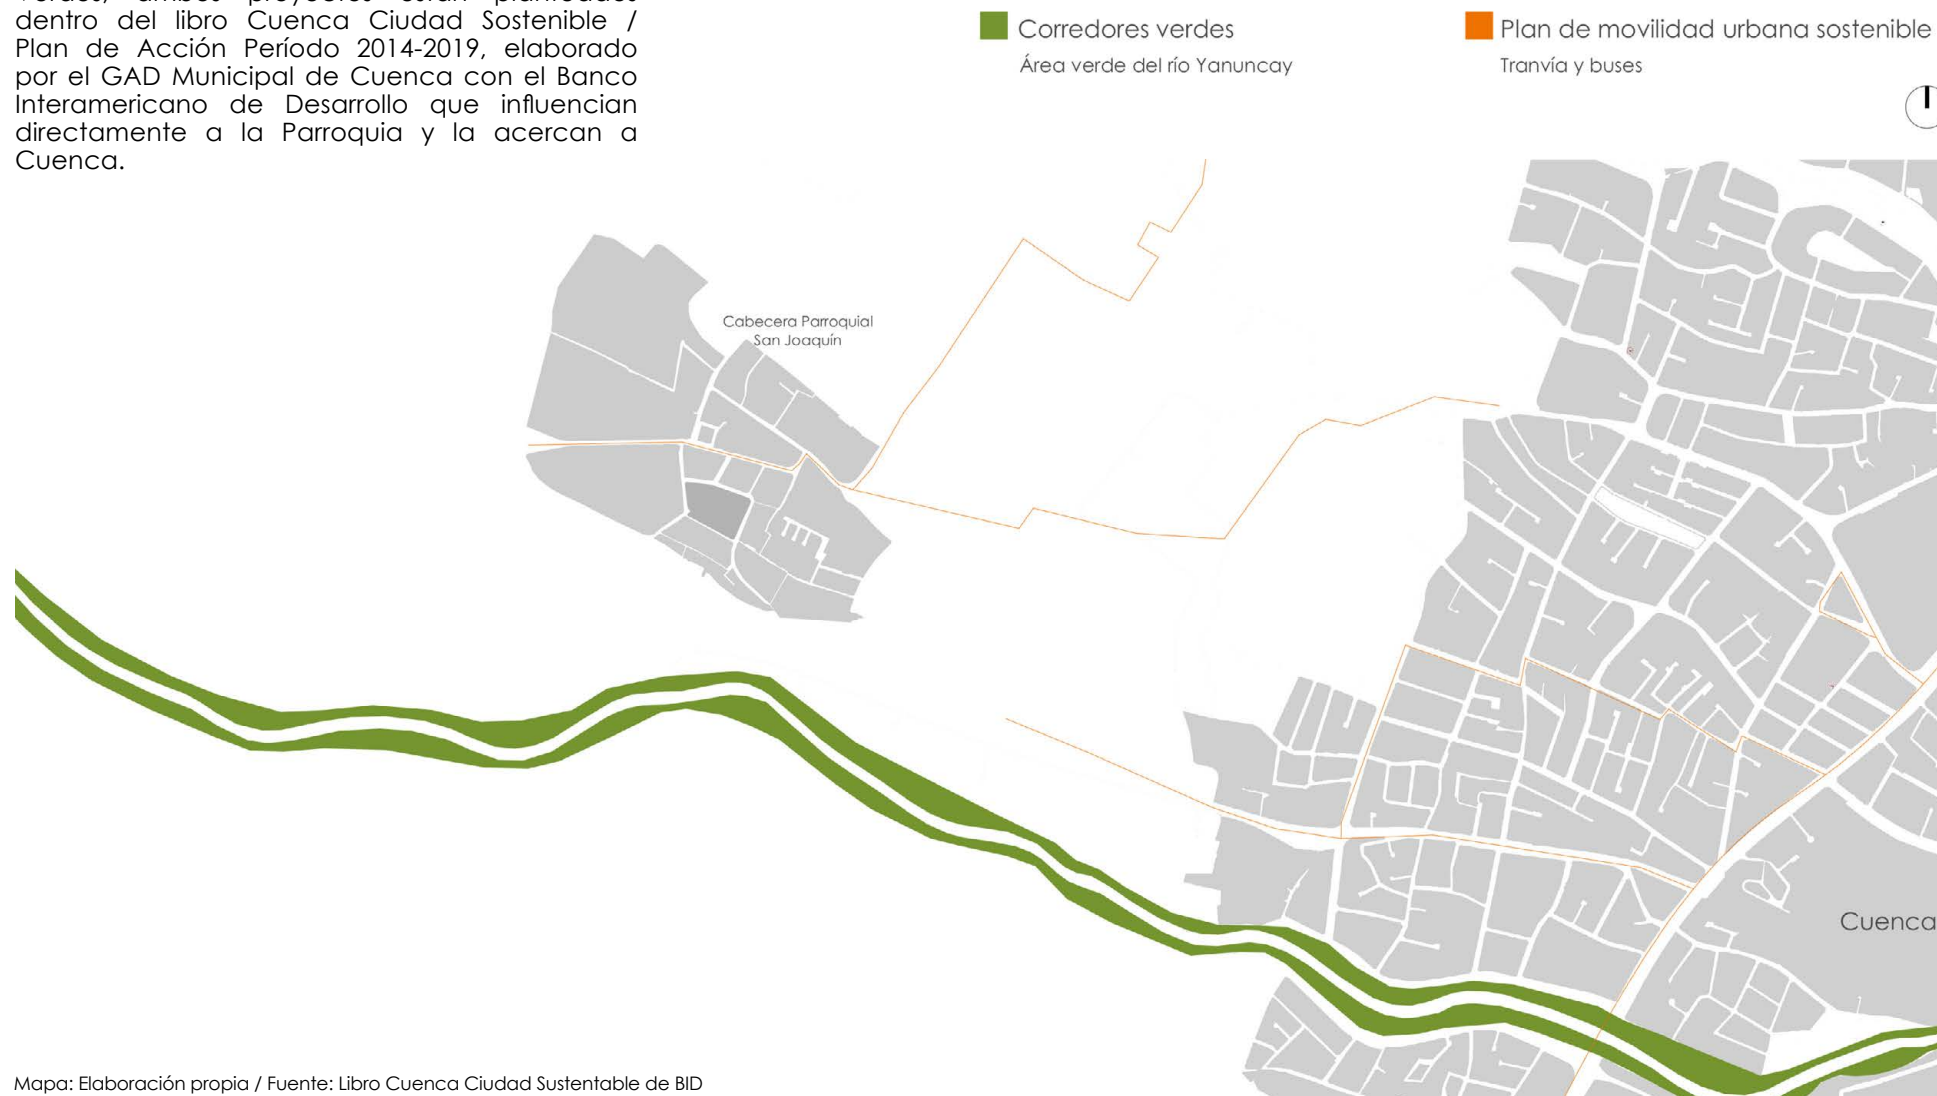 dentro del libro Cuenca Ciudad Sostenible /
Plan de Acción Período 2014-2019, elaborado
por el GAD Municipal de Cuenca con el Banco
Interamericano de Desarrollo que influencian
directamente a la Parroquia y la acercan a
Cuenca.
Corredores verdes
Área verde del río Yanuncay
Plan de movilidad urbana sostenible
Tranvía y buses
Cabecera Parroquial
San Joaquín
Cuenca
Mapa: Elaboración propia / Fuente: Libro Cuenca Ciudad Sustentable de BID